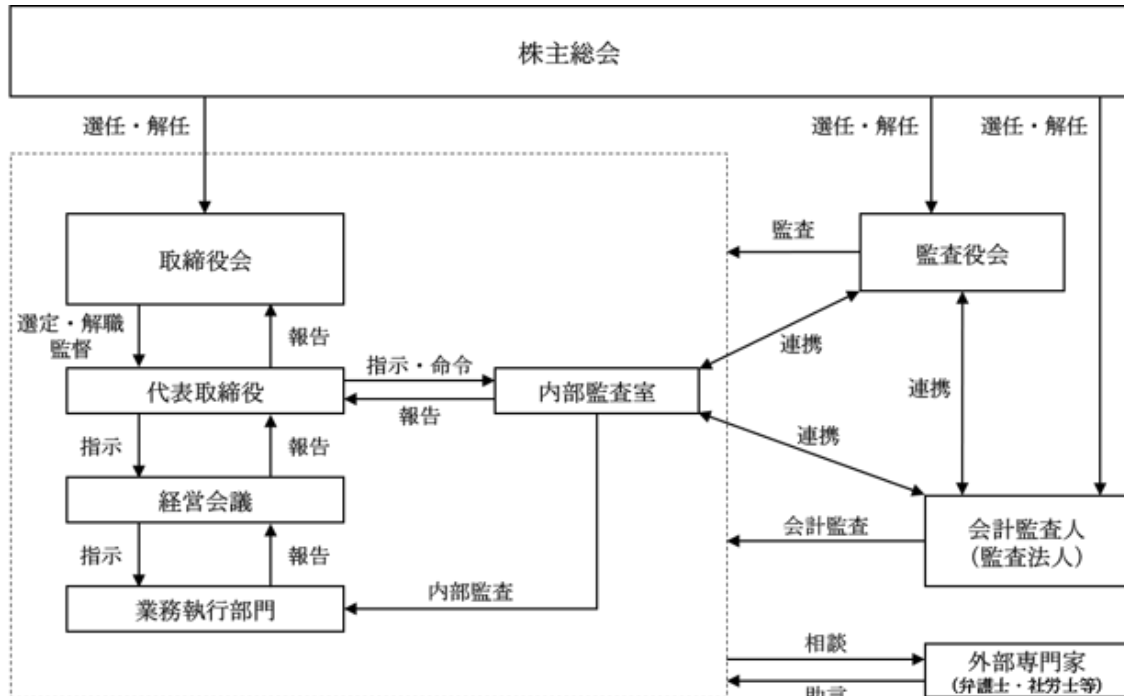 株主総会
選任・解任
選任・解任
選任・解任
取締役会
監査
監査役会
選定・解職
監督
報告
連携
指示・命令
代表取締役
内部監査室
報告
連携
連携
指示
報告
経営会議
会計監査
会計監査人
(監査法人)
指示
報告
内部監査
業務執行部門
相談
外部専門家
(弁護士・社労士等)
助言